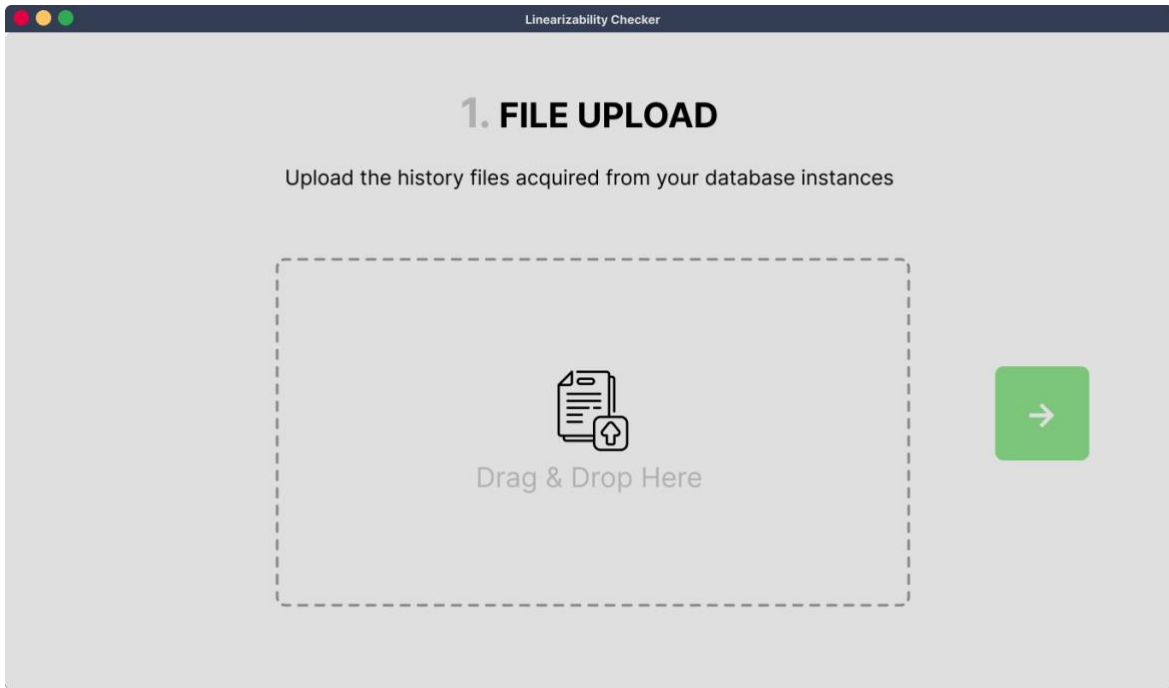 Linearizability Checker
1. FILE UPLOAD
Upload the history files acquired from your database instances
Drag & Drop Here